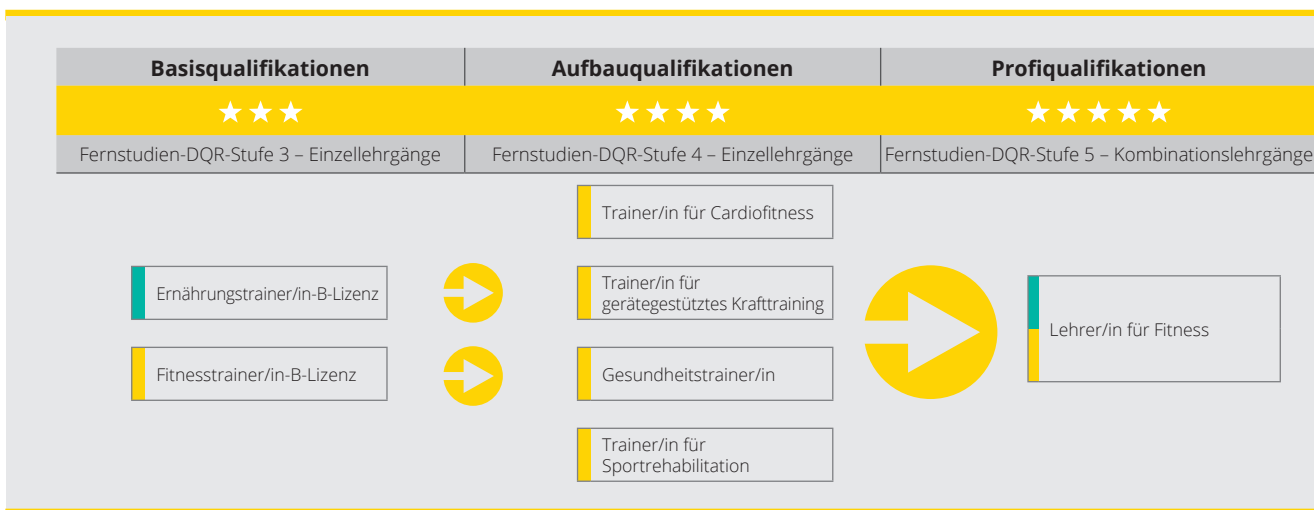 Basisqualifikationen
Aufbauqualifikationen
Profiqualifikationen
Fernstudien-DQR-Stufe 3 – Einzellehrgänge
Fernstudien-DQR-Stufe 4 – Einzellehrgänge
Fernstudien-DQR-Stufe 5 – Kombinationslehrgänge
Ernährungstrainer/in-B-Lizenz
Fitnesstrainer/in-B-Lizenz
Trainer/in für Cardiofitness
Trainer/in für
gerätegestütztes Krafttraining
Gesundheitstrainer/in
Trainer/in für
Sportrehabilitation
Lehrer/in für Fitness